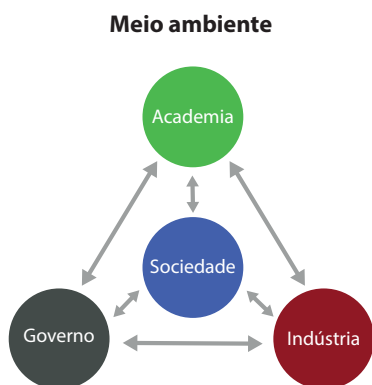 Meio ambiente
Academia
Sociedade
Governo
Indústria